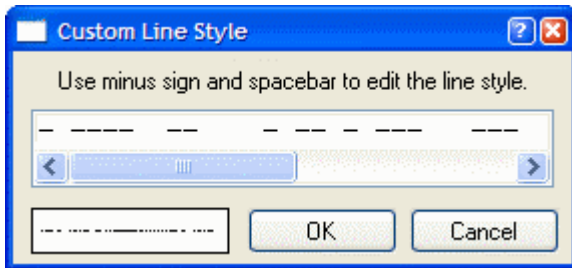 Custom Line Style
Use minus sign and spacebar to edit the line style.
- ----  --    - -- - ---   ---
OK
Cancel